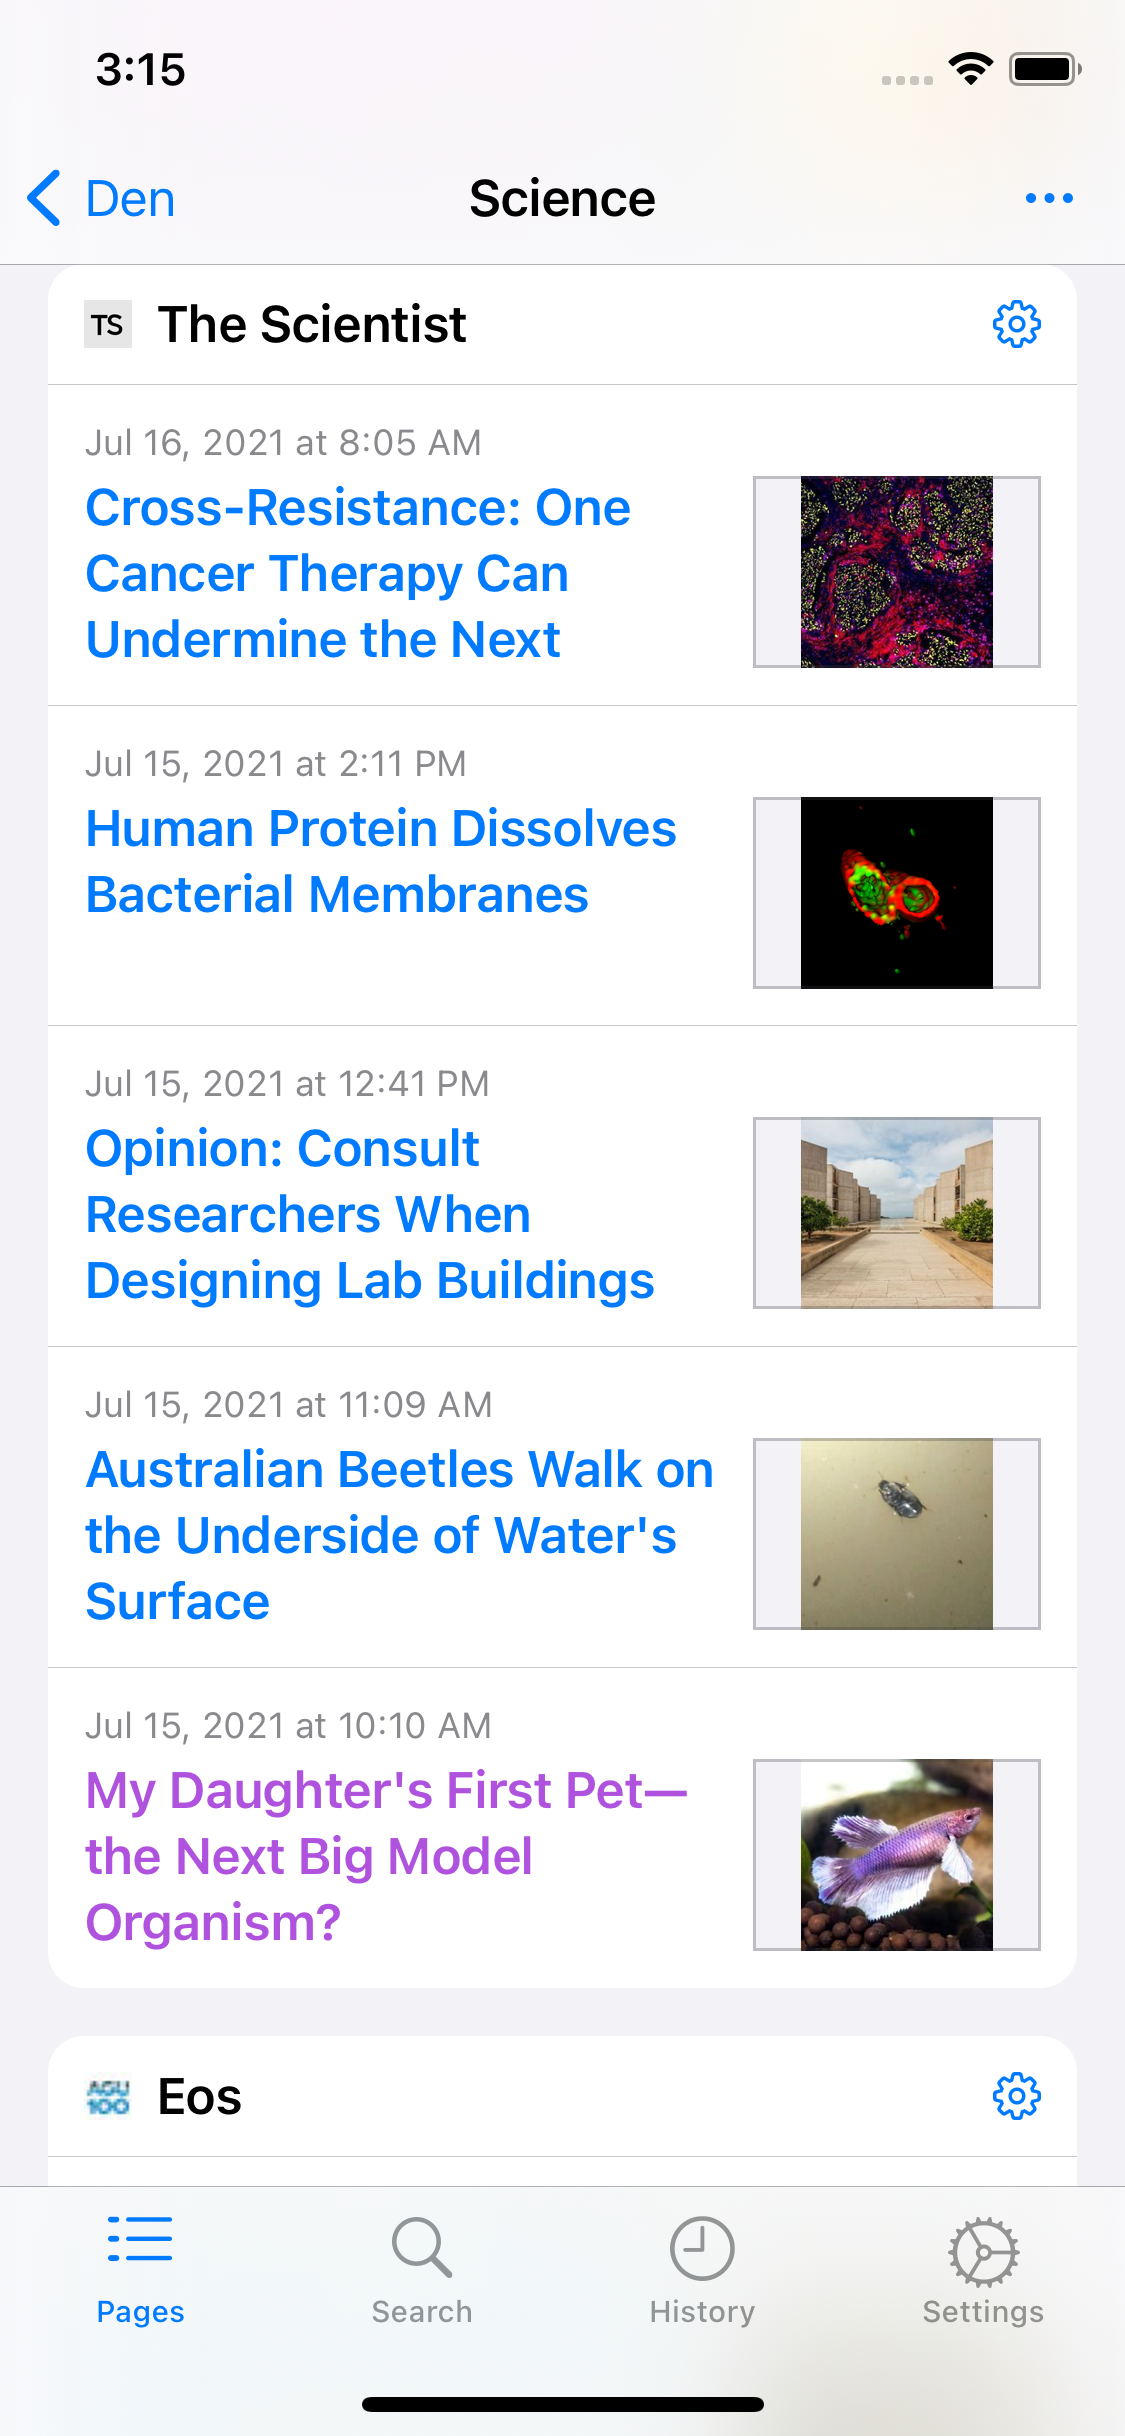 3:15
Den
Science
TS
The Scientist
Jul 16, 2021 at 8:05 AM
Cross-Resistance: One
Cancer Therapy Can
Undermine the Next
Jul 15, 2021 at 2:11 PM
Human Protein Dissolves
Bacterial Membranes
Jul 15, 2021 at 12:41 PM
Opinion: Consult
Researchers When
Designing Lab Buildings
Jul 15, 2021 at 11:09 AM
Australian Beetles Walk on
the Underside of Water's
Surface
Jul 15, 2021 at 10:10 AM
My Daughter's First Pet—
the Next Big Model
Organism?
AGU
100
Eos
Pages
Search
History
Settings